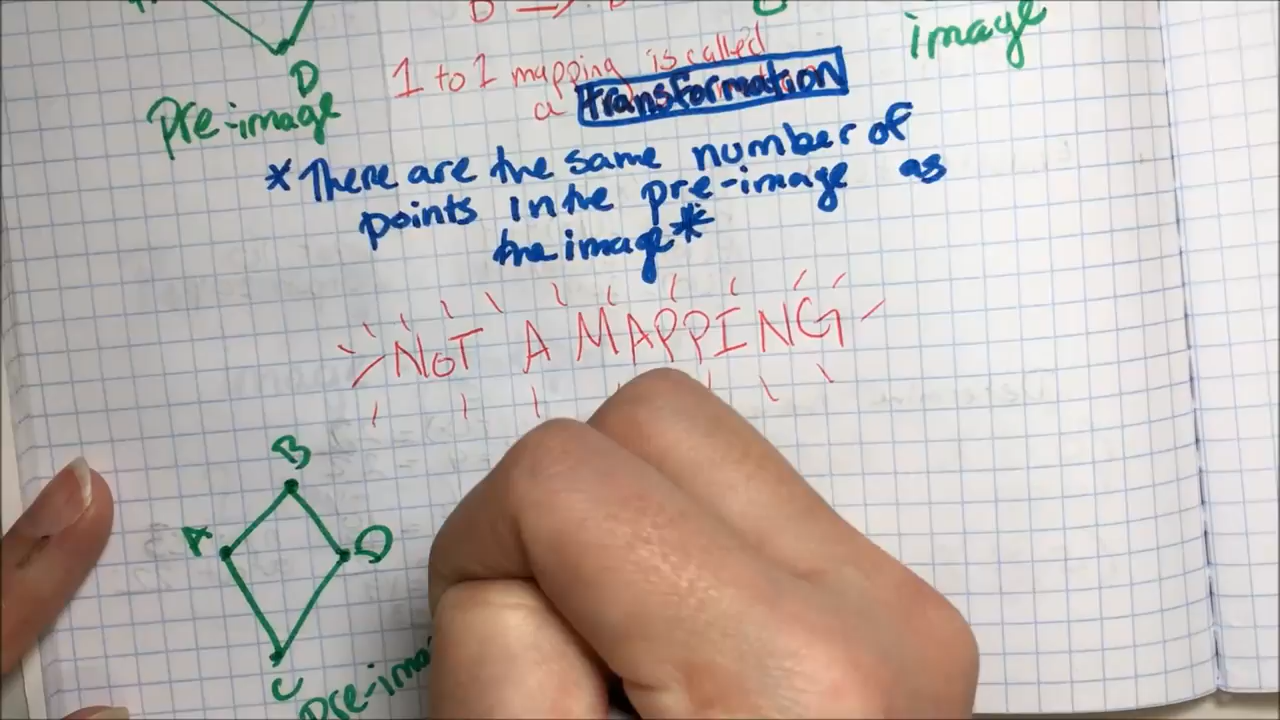 D →
D
image
1 to 1 mapping is called
a transformation
Pre-image
*There are the same number of
points in the pre-image as
the image*
NOT A MAPPING
B
A
D
C